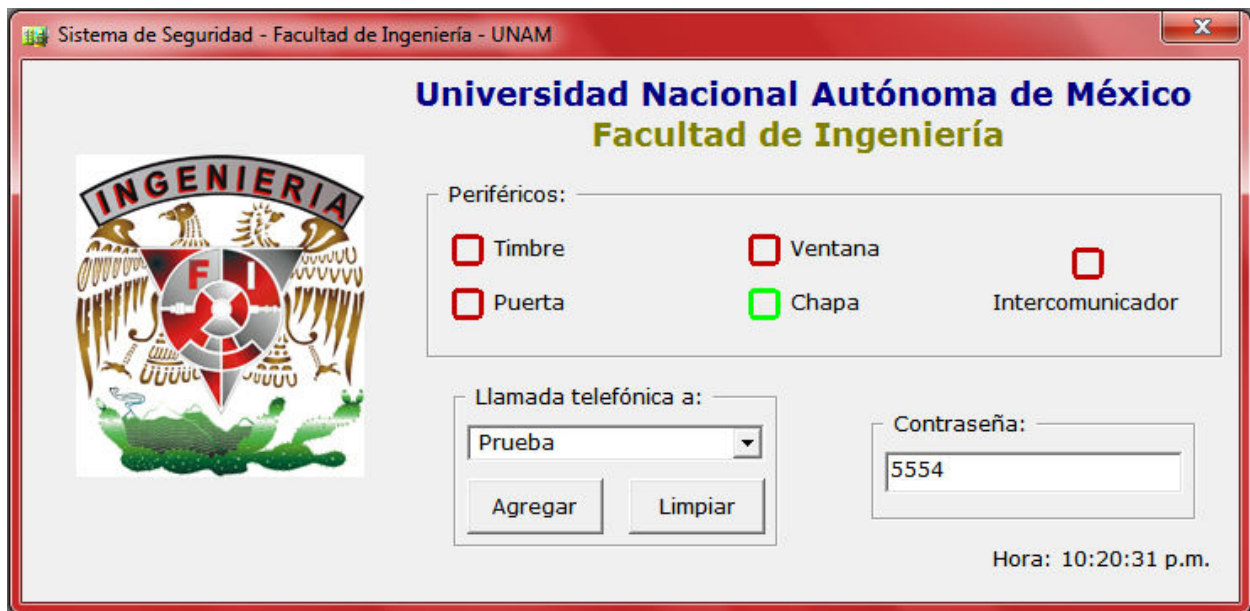 Sistema de Seguridad - Facultad de Ingeniería - UNAM
Universidad Nacional Autónoma de México
Facultad de Ingeniería
INGENIERIA
F I
Periféricos:
Timbre
Ventana
Puerta
Chapa
Intercomunicador
Llamada telefónica a:
Prueba
Agregar
Limpiar
Contraseña:
5554
Hora: 10:20:31 p.m.